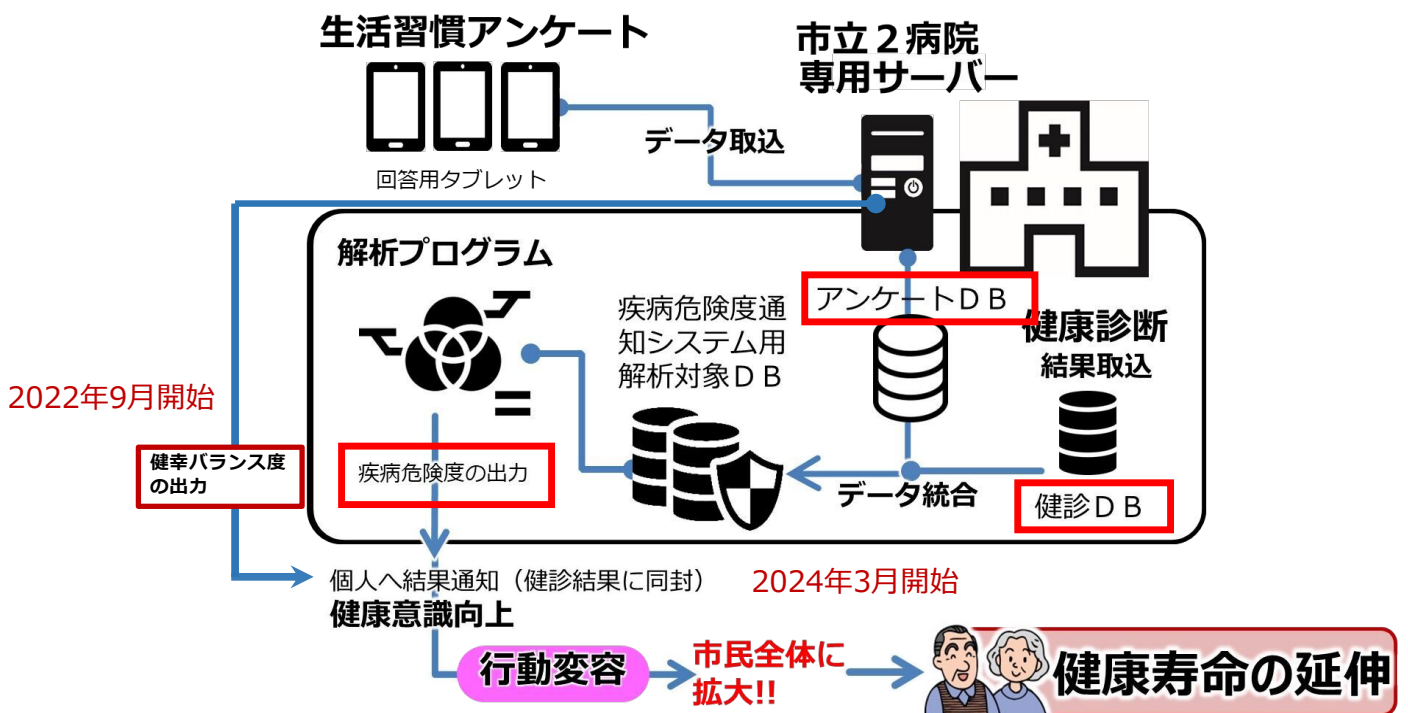 生活習慣アンケート
回答用タブレット
データ取込
市立２病院
専用サーバー
解析プログラム
疾病危険度通
知システム用
解析対象ＤＢ
アンケートＤＢ
健康診断
結果取込
2022年9月開始
健幸バランス度
の出力
疾病危険度の出力
データ統合
健診ＤＢ
個人へ結果通知（健診結果に同封）
2024年3月開始
健康意識向上
行動変容
市民全体に
拡大!!
健康寿命の延伸